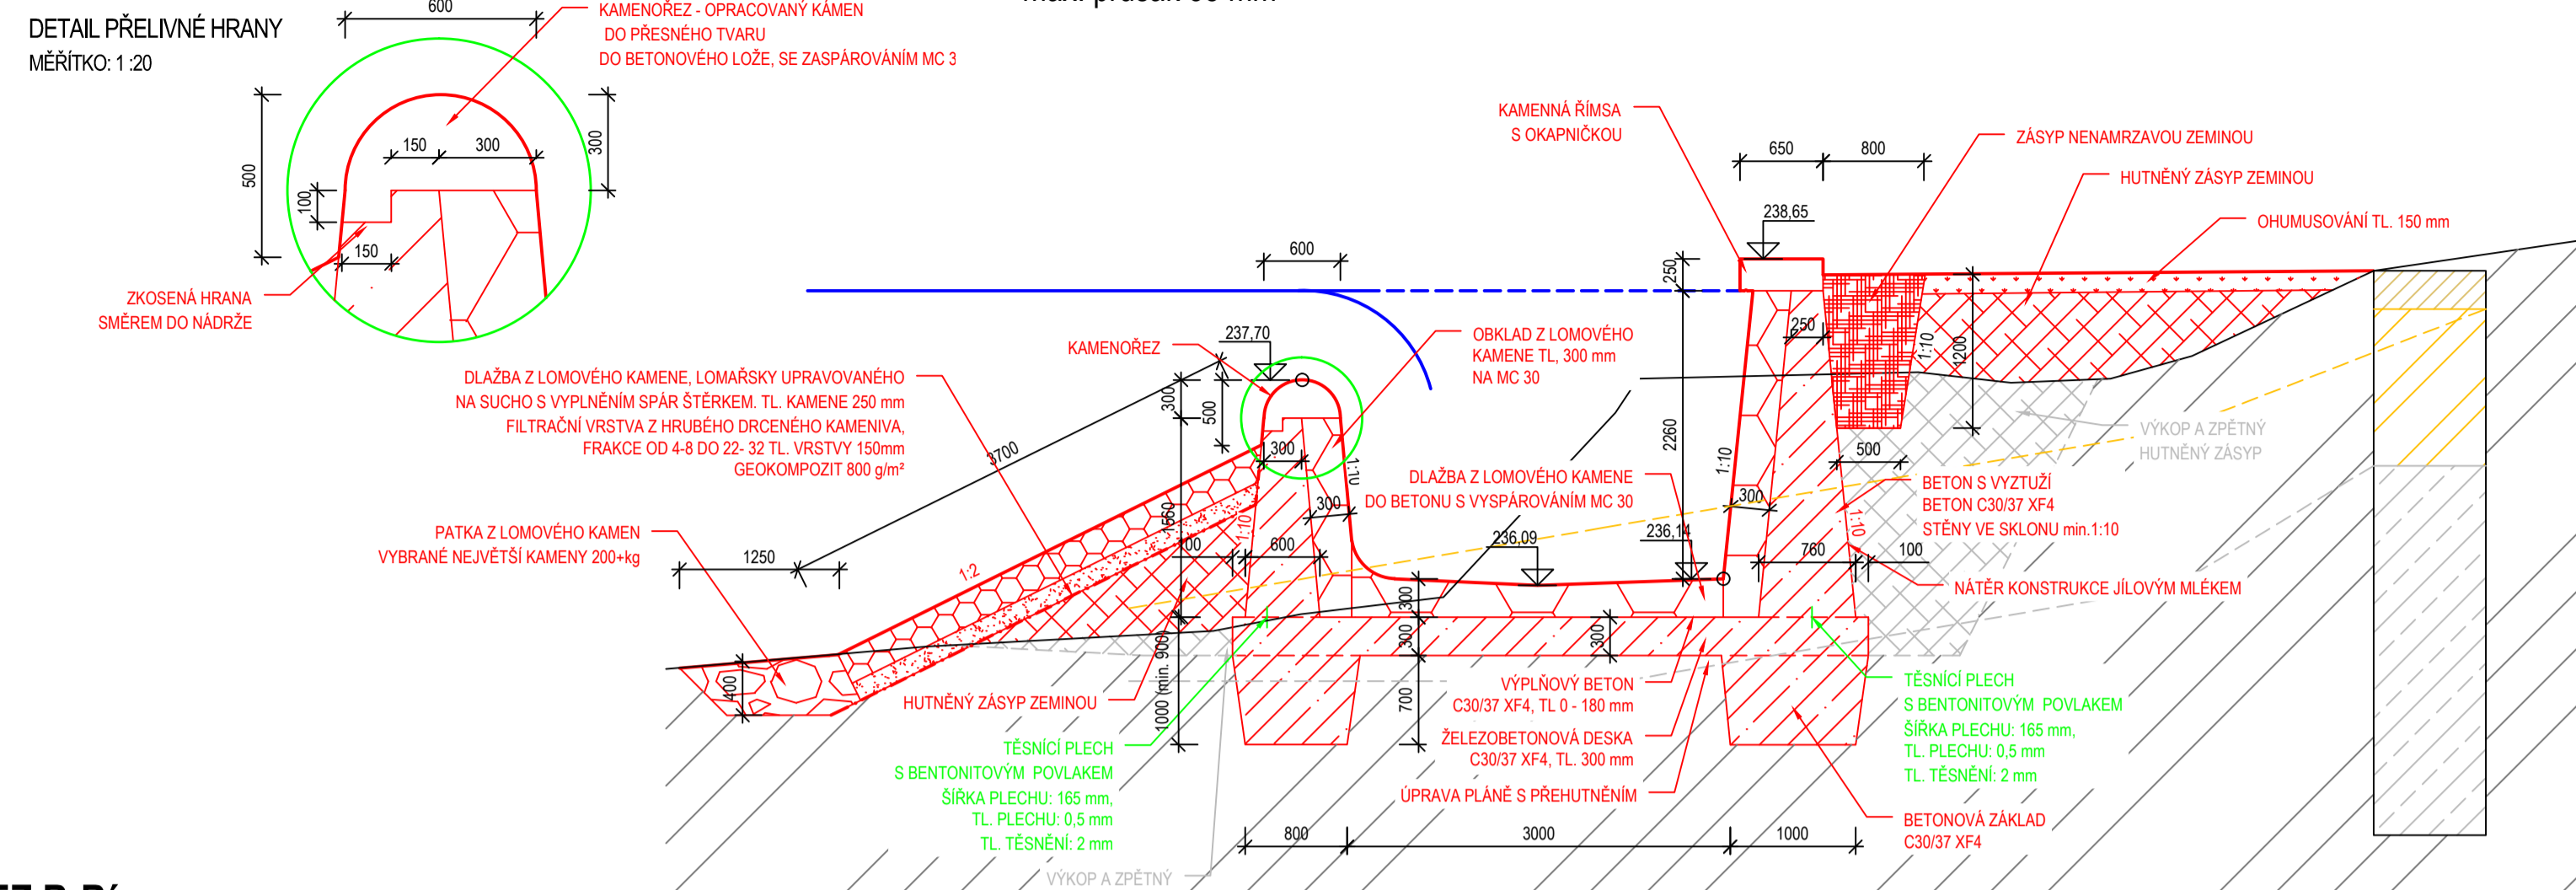 DETAIL PŘELIVNÉ HRANY
MĚŘÍTKO: 1 :20
600
KAMENOŘEZ - OPRACOVANÝ KÁMEN
DO PŘESNÉHO TVARU
DO BETONOVÉHO LOŽE, SE ZASPÁROVÁNÍM MC 3
500
300
150
300
100
150
ZKOSENÁ HRANA
SMĚREM DO NÁDRŽE
KAMENNÁ ŘÍMSA
S OKAPNIČKOU
650
800
ZÁSYP NENAMRZAVOU ZEMINOU
HUTNĚNÝ ZÁSYP ZEMINOU
OHUMUSOVÁNÍ TL. 150 mm
238,65
250
600
237,70
KAMENOŘEZ
OBKLAD Z LOMOVÉHO
KAMENE TL, 300 mm
NA MC 30
250
1:10
1200
DLAŽBA Z LOMOVÉHO KAMENE, LOMAŘSKY UPRAVOVANÉHO
NA SUCHO S VYPLNĚNÍM SPÁR ŠTĚRKEM. TL. KAMENE 250 mm
FILTRAČNÍ VRSTVA Z HRUBÉHO DRCENÉHO KAMENIVA,
FRAKCE OD 4-8 DO 22- 32 TL. VRSTVY 150mm
GEOKOMPOZIT 800 g/m²
3700
300
500
300
1:10
2260
1:10
500
VÝKOP A ZPĚTNÝ
HUTNĚNÝ ZÁSYP
DLAŽBA Z LOMOVÉHO KAMENE
DO BETONU S VYSPÁROVÁNÍM MC 30
BETON S VYZTUŽÍ
BETON C30/37 XF4
STĚNY VE SKLONU min.1:10
PATKA Z LOMOVÉHO KAMEN
VYBRANÉ NEJVĚTŠÍ KAMENY 200+kg
1250
1560
300
300
1:10
1:10
600
236,09
236,14
760
100
1:2
NÁTĚR KONSTRUKCE JÍLOVÝM MLÉKEM
300
300
300
400
1000 (min. 900)
700
HUTNĚNÝ ZÁSYP ZEMINOU
VÝPLŇOVÝ BETON
C30/37 XF4, TL 0 - 180 mm
ŽELEZOBETONOVÁ DESKA
C30/37 XF4, TL. 300 mm
ÚPRAVA PLÁNĚ S PŘEHUTNĚNÍM
TĚSNÍCÍ PLECH
S BENTONITOVÝM POVLAKEM
ŠÍŘKA PLECHU: 165 mm,
TL. PLECHU: 0,5 mm
TL. TĚSNĚNÍ: 2 mm
TĚSNÍCÍ PLECH
S BENTONITOVÝM POVLAKEM
ŠÍŘKA PLECHU: 165 mm,
TL. PLECHU: 0,5 mm
TL. TĚSNĚNÍ: 2 mm
BETONOVÁ ZÁKLAD
C30/37 XF4
800
3000
1000
VÝKOP A ZPĚTNÝ